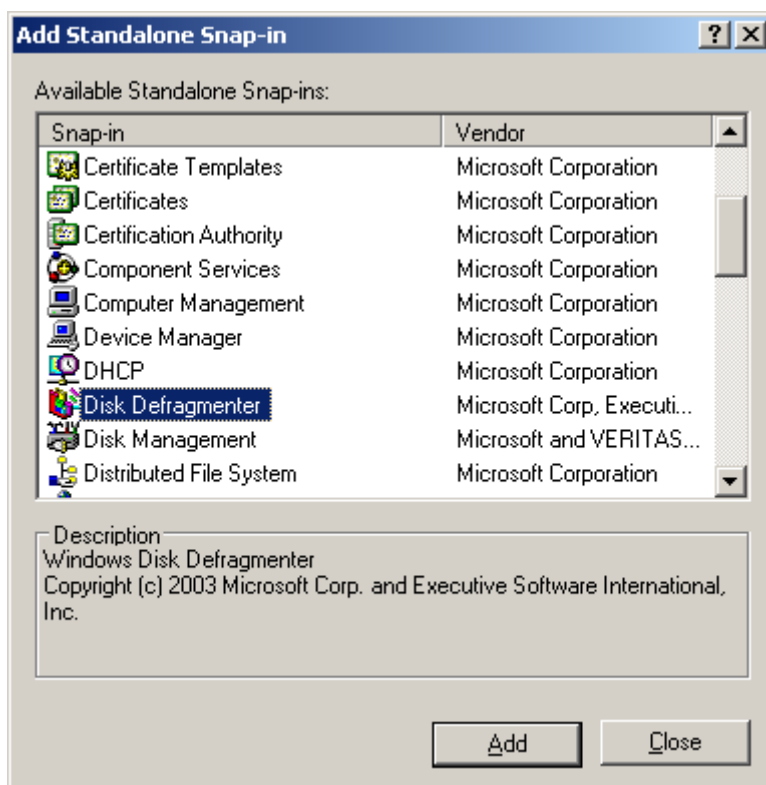 Add Standalone Snap-in
Available Standalone Snap-ins:
Snap-in Vendor
Certificate Templates Microsoft Corporation
Certificates Microsoft Corporation
Certification Authority Microsoft Corporation
Component Services Microsoft Corporation
Computer Management Microsoft Corporation
Device Manager Microsoft Corporation
DHCP Microsoft Corporation
Disk Defragmenter Microsoft Corp, Executi...
Disk Management Microsoft and VERITAS...
Distributed File System Microsoft Corporation
Description
Windows Disk Defragmenter
Copyright (c) 2003 Microsoft Corp. and Executive Software International,
Inc.
Add Close